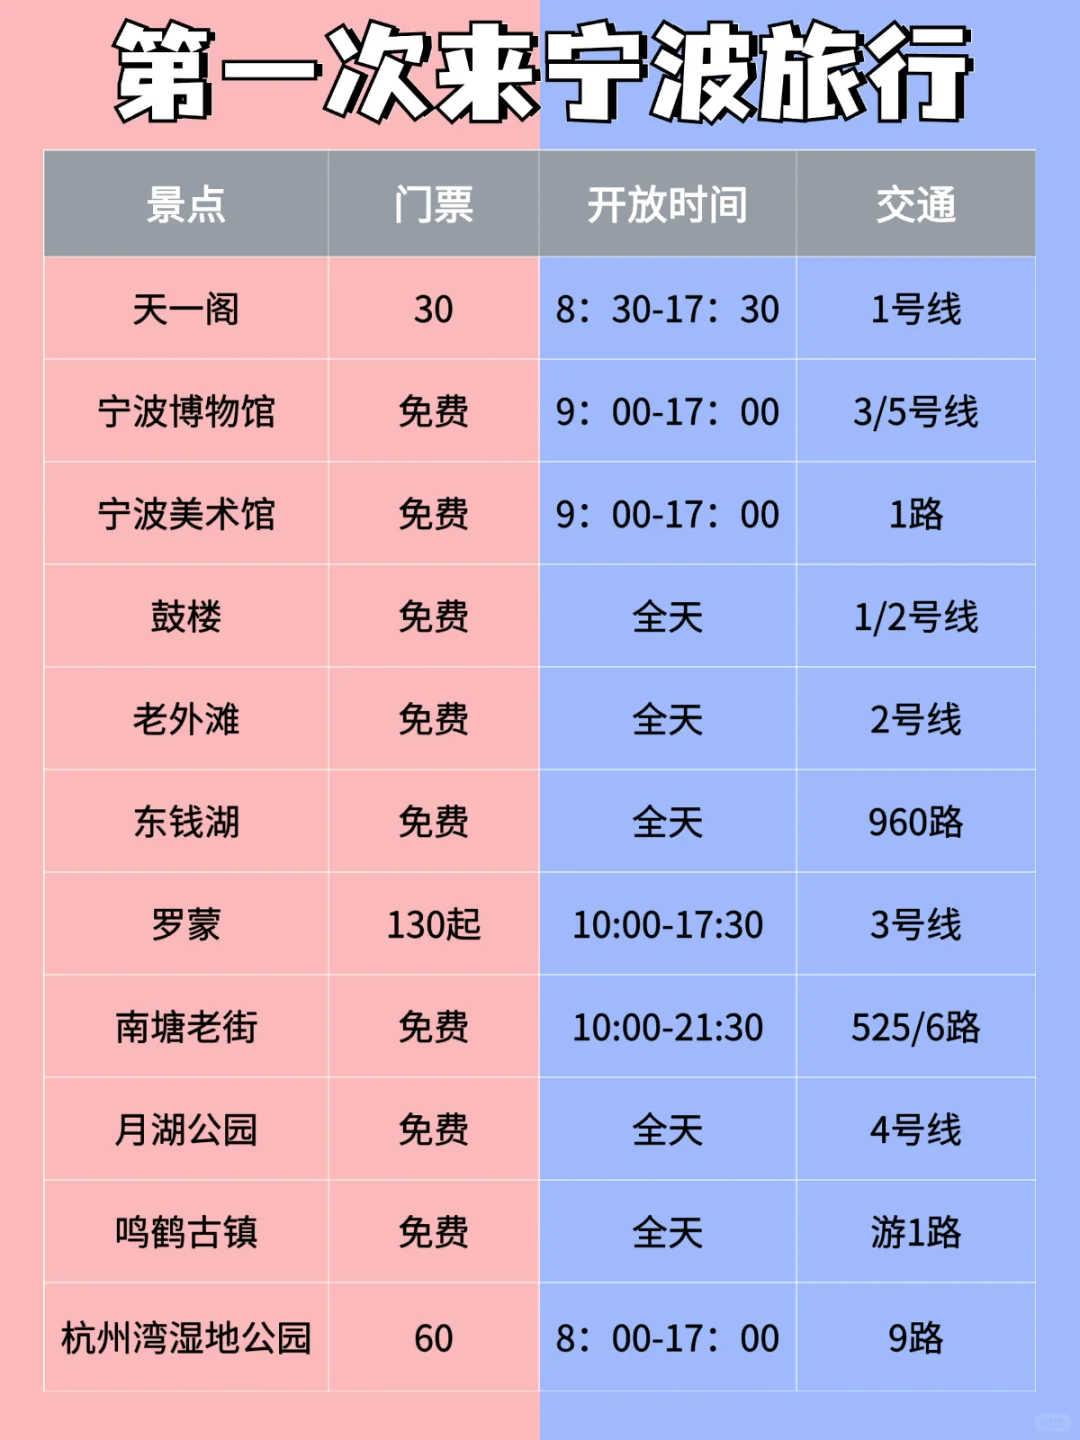 第一次来宁波旅行
景点 门票 开放时间 交通
天一阁 30 8：30-17：30 1号线
宁波博物馆 免费 9：00-17：00 3/5号线
宁波美术馆 免费 9：00-17：00 1路
鼓楼 免费 全天 1/2号线
老外滩 免费 全天 2号线
东钱湖 免费 全天 960路
罗蒙 130起 10:00-17:30 3号线
南塘老街 免费 10:00-21:30 525/6路
月湖公园 免费 全天 4号线
鸣鹤古镇 免费 全天 游1路
杭州湾湿地公园 60 8：00-17：00 9路